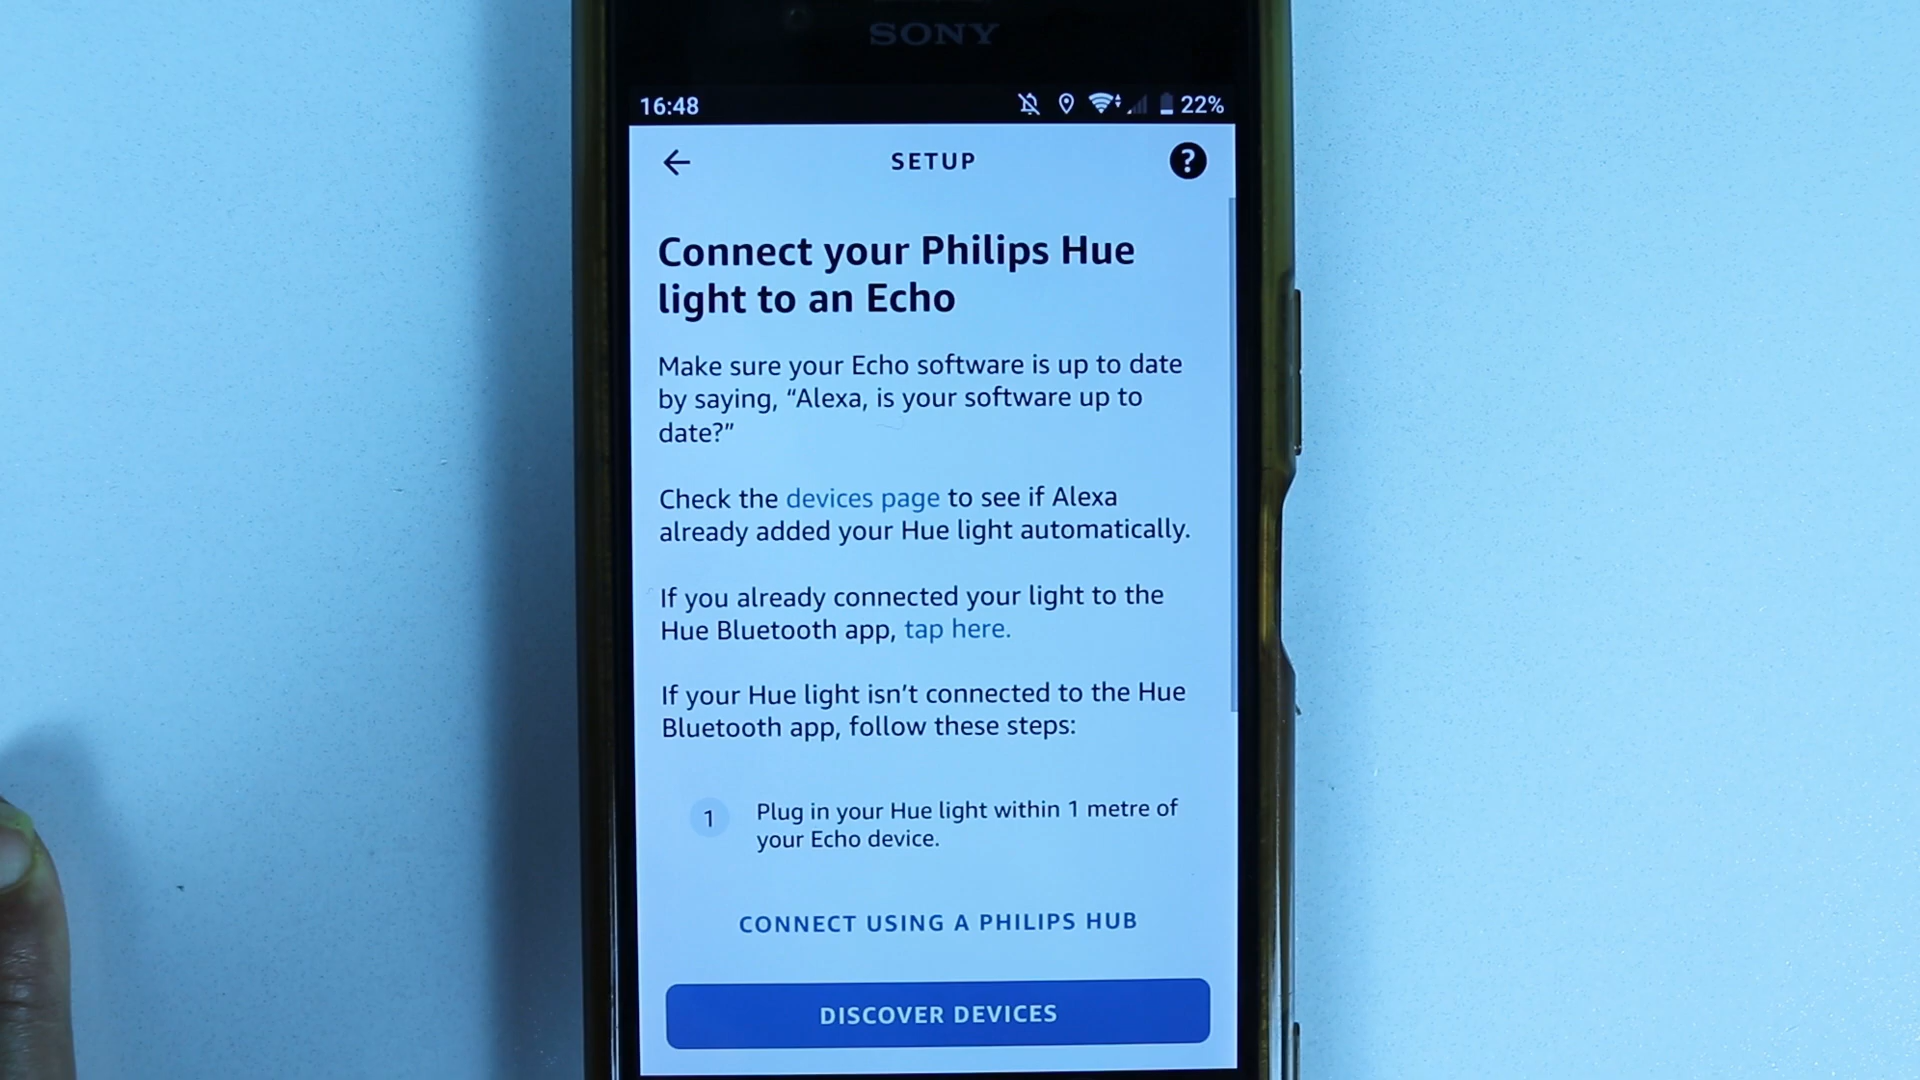 SONY
16:48
22%
SETUP
?
Connect your Philips Hue
light to an Echo
Make sure your Echo software is up to date
by saying, “Alexa, is your software up to
date?”
Check the devices page to see if Alexa
already added your Hue light automatically.
If you already connected your light to the
Hue Bluetooth app, tap here.
If your Hue light isn’t connected to the Hue
Bluetooth app, follow these steps:
1 Plug in your Hue light within 1 metre of
your Echo device.
CONNECT USING A PHILIPS HUB
DISCOVER DEVICES